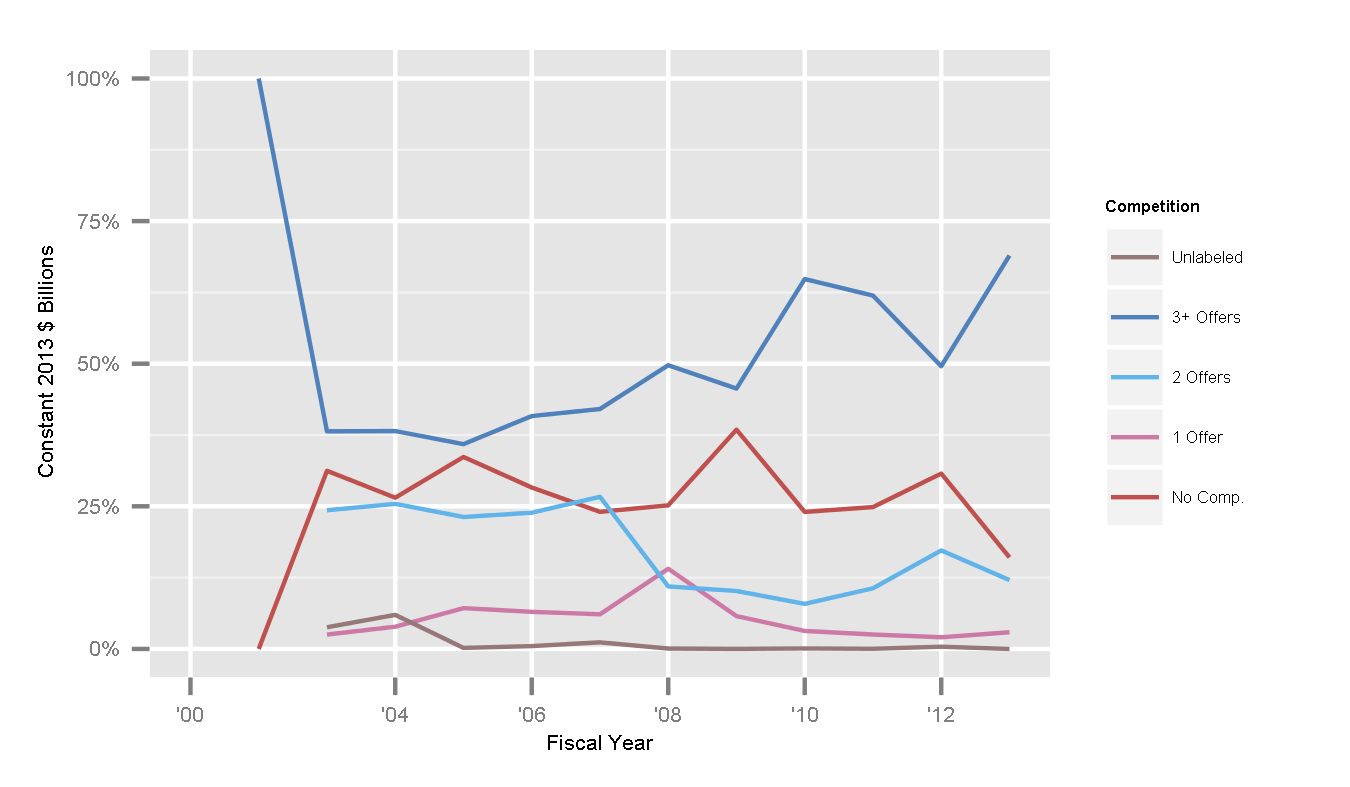 100%
75%
50%
25%
0%
Constant 2013 $ Billions
'00
'04
'06
'08
'10
'12
Fiscal Year
Competition
Unlabeled
3+ Offers
2 Offers
1 Offer
No Comp.